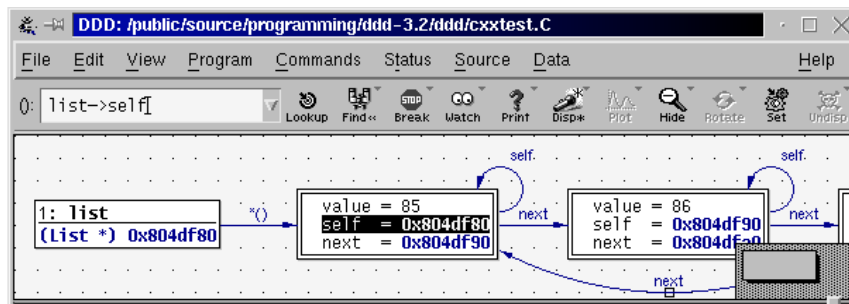 DDD: /public/source/programming/ddd-3.2/ddd/cxxtest.C
File Edit View Program Commands Status Source Data Help
(): list->self
Lookup Find« Break Watch Print Disp* Plot Hide Rotate Set Undisp
self self
1: list
(List *) 0x804df80
*()
value = 85
self = 0x804df80
next = 0x804df90
next
value = 86
self = 0x804df90
next =
next
next